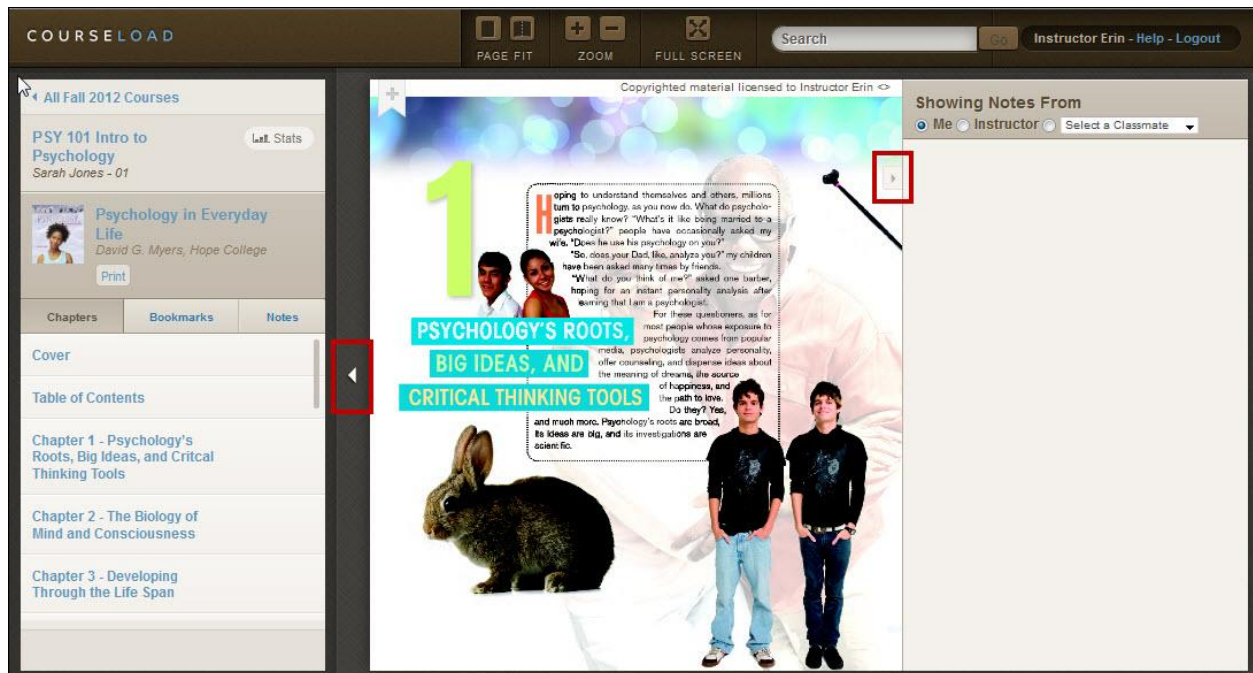 COURSELOAD
PAGE FIT
ZOOM
FULL SCREEN
Search
Go
Instructor Erin - Help - Logout
All Fall 2012 Courses
PSY 101 Intro to
Psychology
Sarah Jones - 01
Stats
Psychology in Everyday
Life
David G. Myers, Hope College
Print
Chapters
Bookmarks
Notes
Cover
Table of Contents
Chapter 1 - Psychology's
Roots, Big Ideas, and Critcal
Thinking Tools
Chapter 2 - The Biology of
Mind and Consciousness
Chapter 3 - Developing
Through the Life Span
Copyrighted material licensed to Instructor Erin <>
1
Hoping to understand themselves and others, millions
turn to psychology, as you now do. What do psycholo-
gists really know? "What's it like being married to a
psychologist?" people have occasionally asked my
wife. "Does he use his psychology on you?"
"So, does your Dad, like, analyze you?" my children
have been asked many times by friends.
"What do you think of me?" asked one barber,
hoping for an instant personality analysis after
learning that I am a psychologist.
For these questioners, as for
most people whose exposure to
psychology comes from popular
media, psychologists analyze personality,
offer counseling, and dispense ideas about
the meaning of dreams, the source
of happiness, and
the path to love.
Do they? Yes,
and much more. Psychology's roots are broad,
its ideas are big, and its investigations are
scientific.
PSYCHOLOGY'S ROOTS,
BIG IDEAS, AND
CRITICAL THINKING TOOLS
Showing Notes From
Me Instructor Select a Classmate